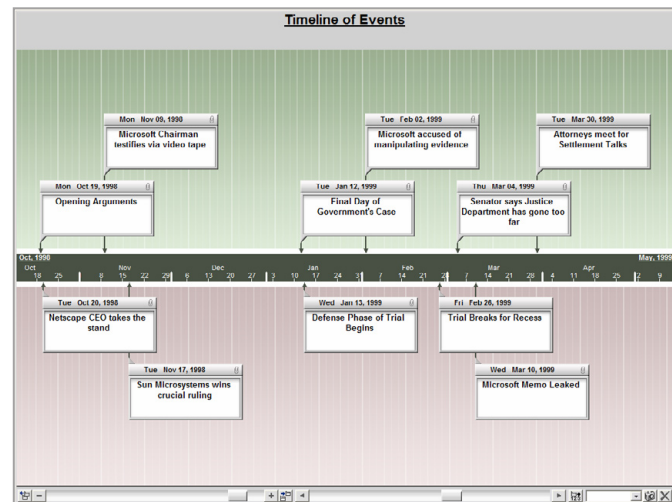 Timeline of Events
Mon Nov 09, 1998
Microsoft Chairman
testifies via video tape
Tue Feb 02, 1999
Microsoft accused of
manipulating evidence
Tue Mar 30, 1999
Attorneys meet for
Settlement Talks
Mon Oct 19, 1998
Opening Arguments
Tue Jan 12, 1999
Final Day of
Government's Case
Thu Mar 04, 1999
Senator says Justice
Department has gone too
far
Oct, 1998 May, 1999
Oct Nov Dec Jan Feb Mar Apr
18 25 8 15 22 29 6 13 20 27 3 10 17 24 31 7 14 21 28 7 14 21 28 4 11 18 25 2 9
Tue Oct 20, 1998
Netscape CEO takes the
stand
Wed Jan 13, 1999
Defense Phase of Trial
Begins
Fri Feb 26, 1999
Trial Breaks for Recess
Tue Nov 17, 1998
Sun Microsystems wins
crucial ruling
Wed Mar 10, 1999
Microsoft Memo Leaked